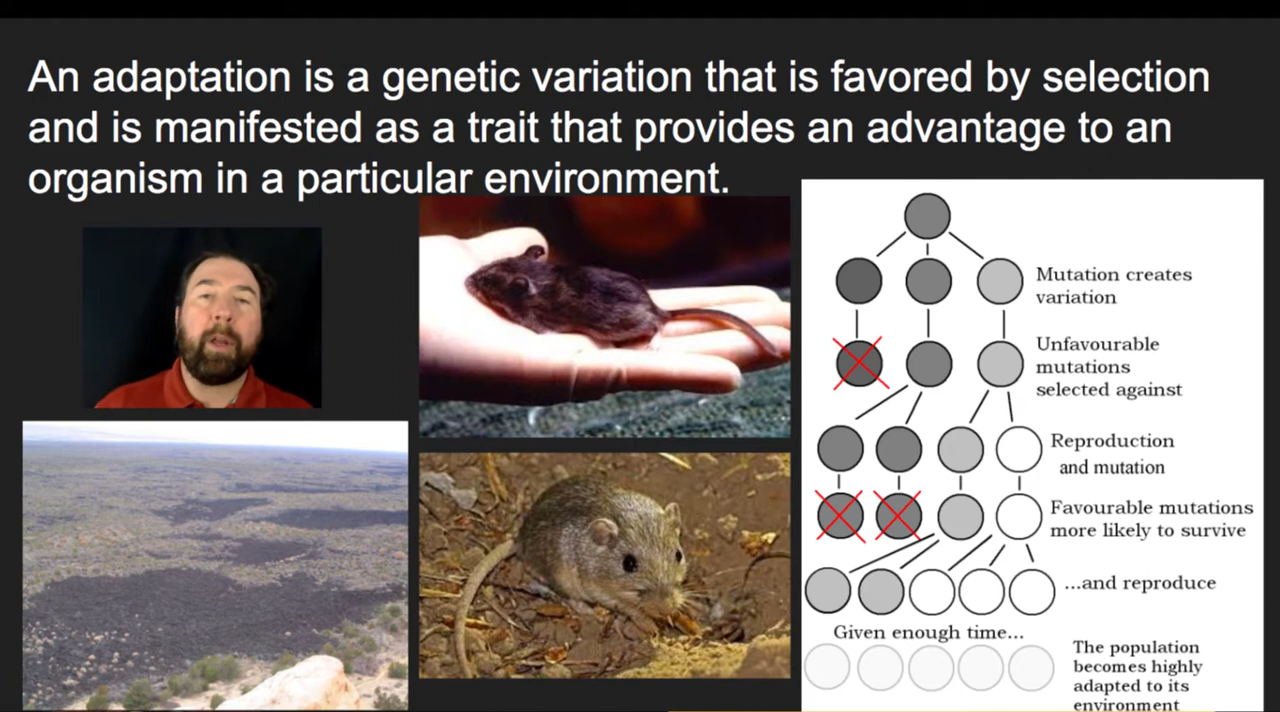 An adaptation is a genetic variation that is favored by selection
and is manifested as a trait that provides an advantage to an
organism in a particular environment.
Mutation creates
variation
Unfavourable
mutations
selected against
Reproduction
and mutation
Favourable mutations
more likely to survive
...and reproduce
Given enough time...
The population
becomes highly
adapted to its
environment